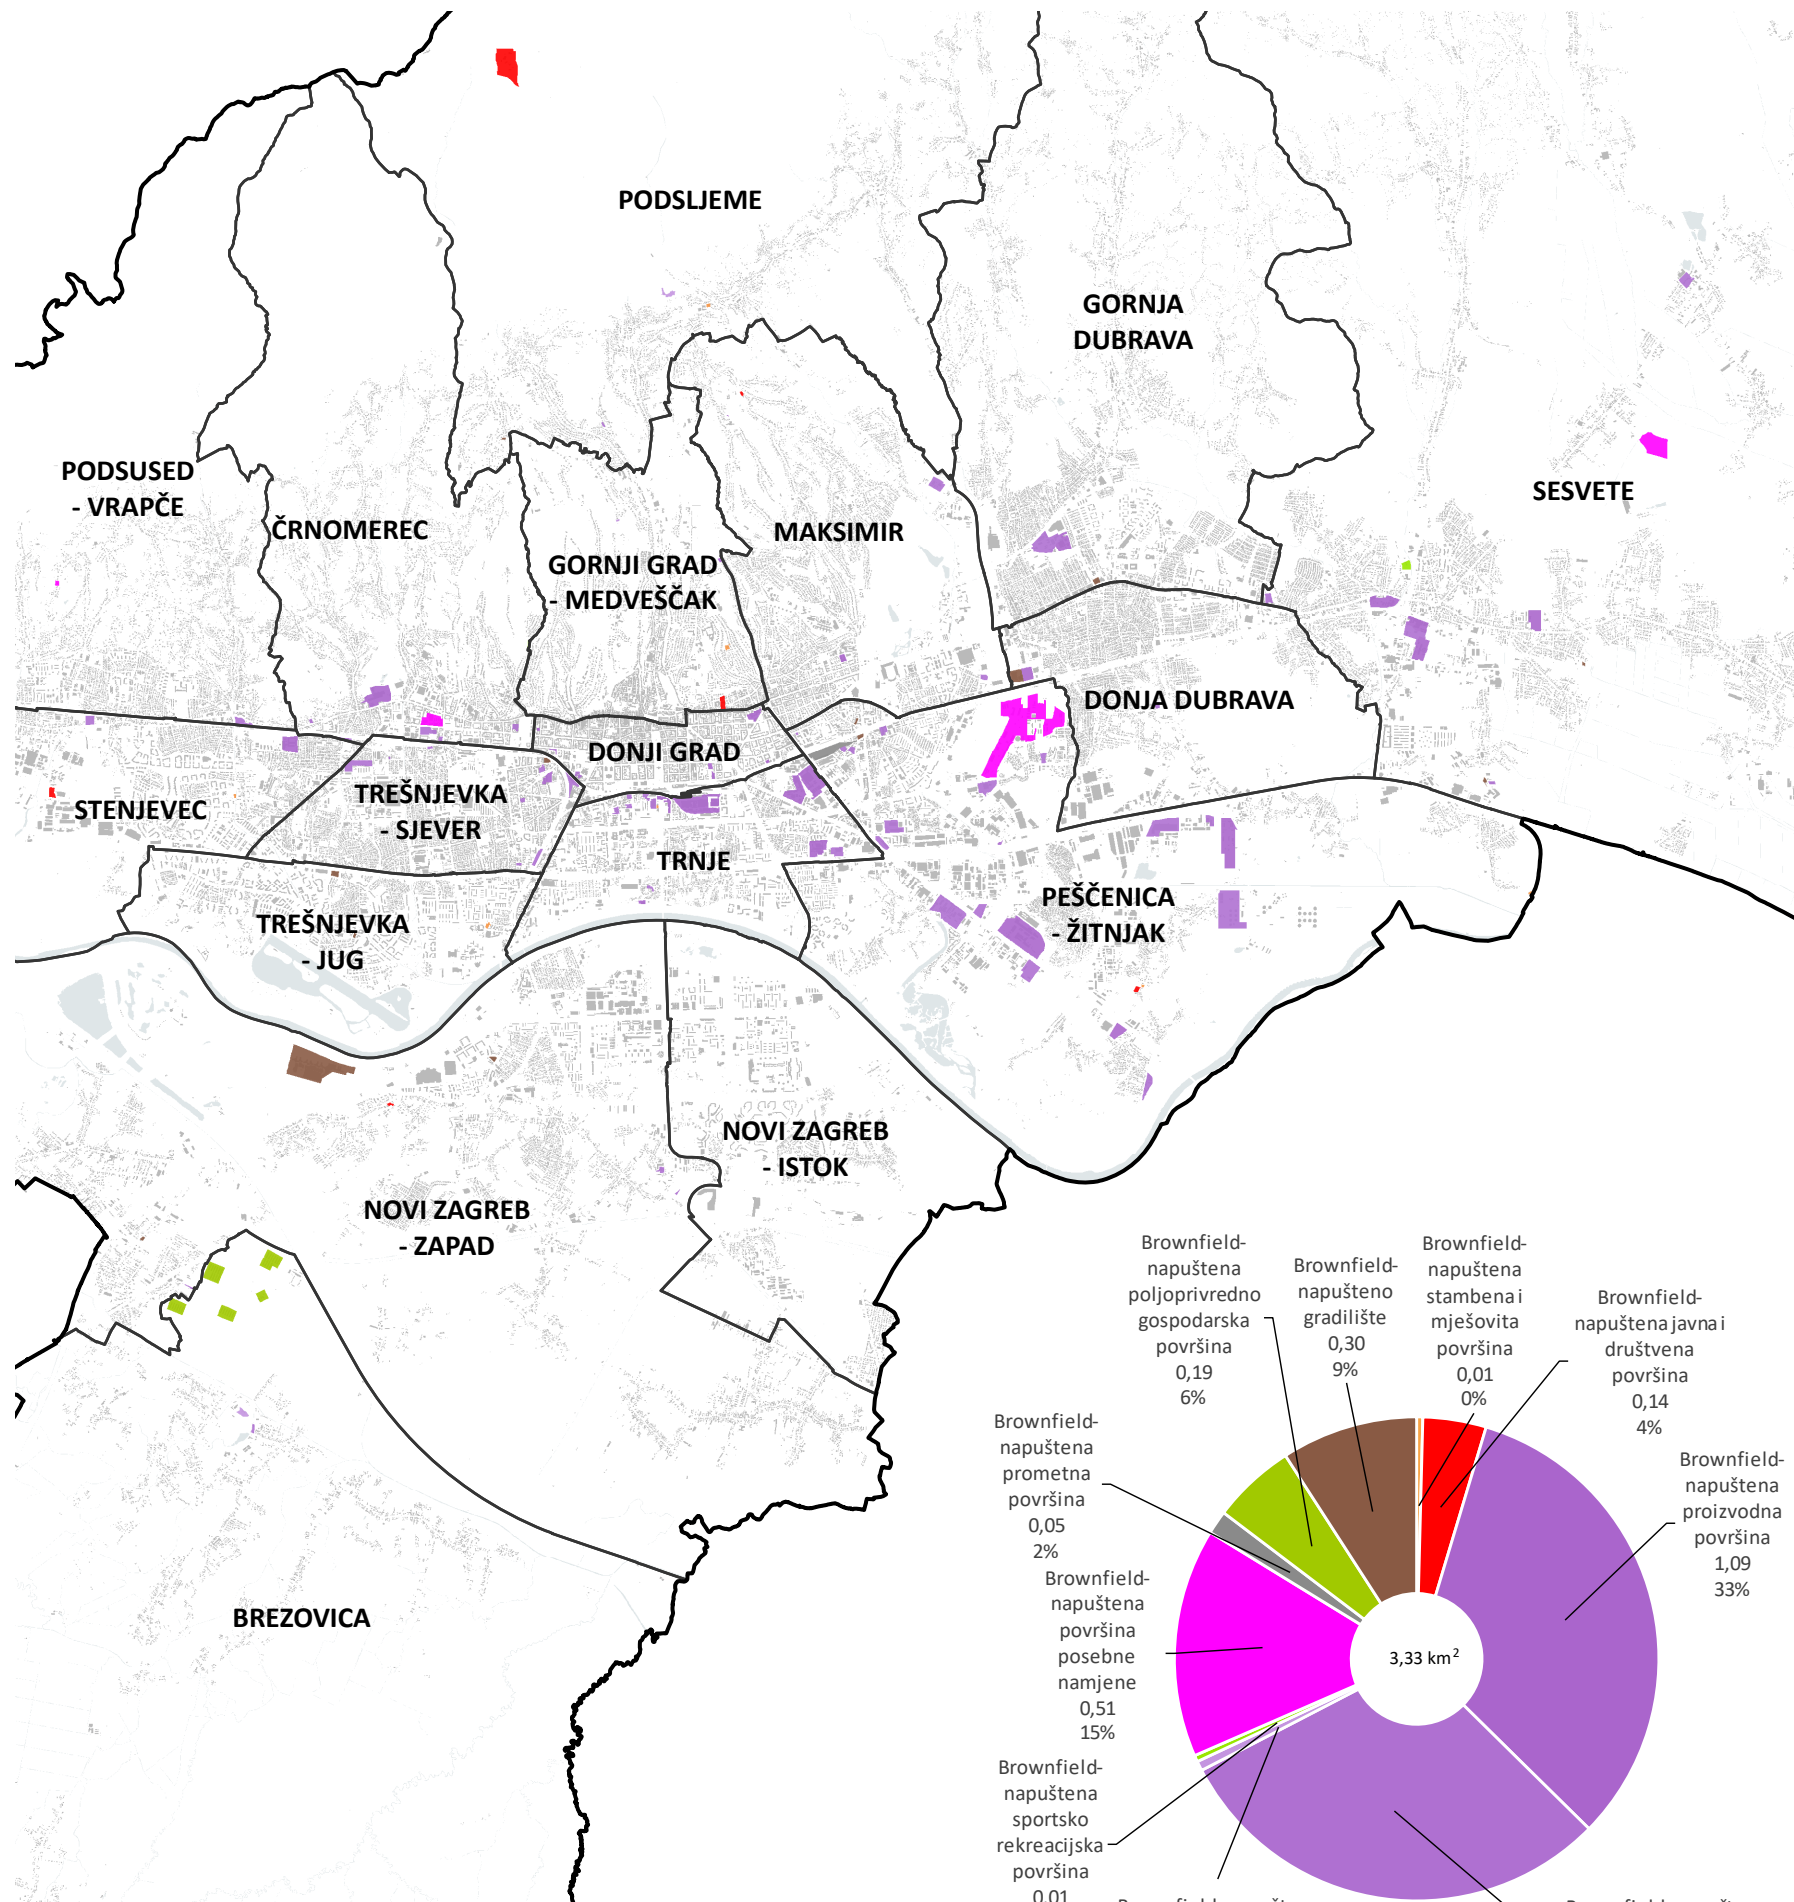 PODSLJEME
GORNJA
DUBRAVA
PODSUSED
- VRAPČE
ČRNOMEREC
GORNJI GRAD
- MEDVEŠČAK
MAKSIMIR
SESVETE
DONJA DUBRAVA
DONJI GRAD
STENJEVEC
TREŠNJEVKA
- SJEVER
TRNJE
PEŠČENICA
- ŽITNJAK
TREŠNJEVKA
- JUG
NOVI ZAGREB
- ISTOK
NOVI ZAGREB
- ZAPAD
BREZOVICA
Brownfield-
napuštena
poljoprivredno
gospodarska
površina
0,19
6%
Brownfield-
napušteno
gradilište
0,30
9%
Brownfield-
napuštena
stambena i
mješovita
površina
0,01
0%
Brownfield-
napuštena javna i
društvena
površina
0,14
4%
Brownfield-
napuštena
proizvodna
površina
1,09
33%
Brownfield-
napuštena
prometna
površina
0,05
2%
Brownfield-
napuštena
površina
posebne
namjene
0,51
15%
3,33 km²
Brownfield-
napuštena
sportsko
rekreacijska
površina
0,01